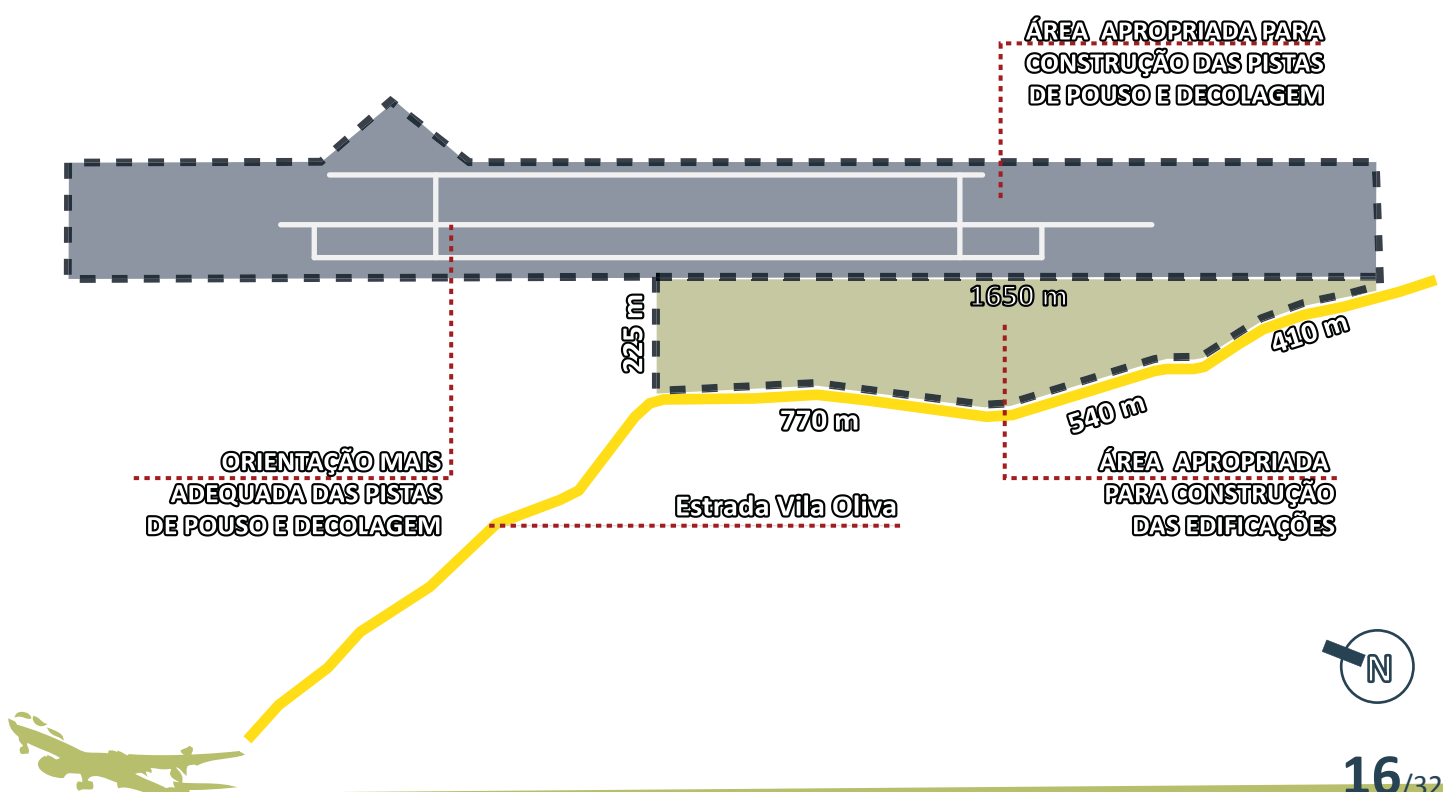 ÁREA APROPRIADA PARA
CONSTRUÇÃO DAS PISTAS
DE POUSO E DECOLAGEM
1650 m
225 m
410 m
770 m
540 m
ORIENTAÇÃO MAIS
ADEQUADA DAS PISTAS
DE POUSO E DECOLAGEM
Estrada Vila Oliva
ÁREA APROPRIADA
PARA CONSTRUÇÃO
DAS EDIFICAÇÕES
N
16/32